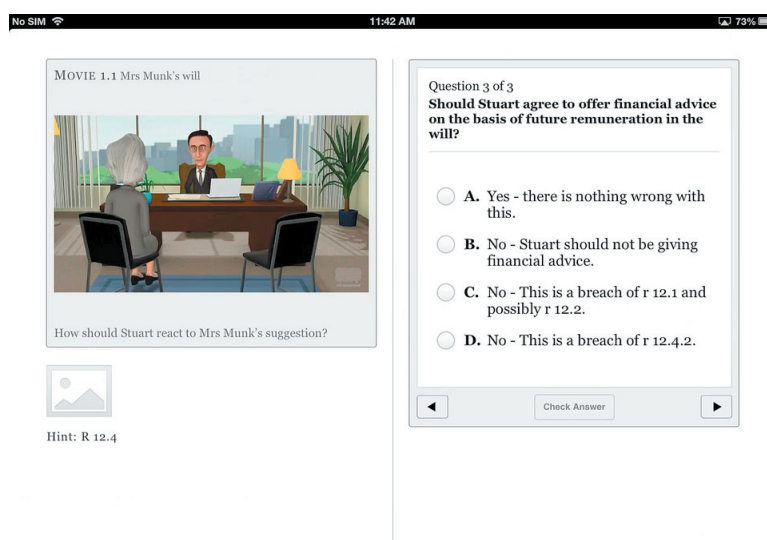 No SIM
11:42 AM
73%
MOVIE 1.1 Mrs Munk's will
How should Stuart react to Mrs Munk's suggestion?
Hint: R 12.4
Question 3 of 3
Should Stuart agree to offer financial advice
on the basis of future remuneration in the
will?
A. Yes - there is nothing wrong with
this.
B. No - Stuart should not be giving
financial advice.
C. No - This is a breach of r 12.1 and
possibly r 12.2.
D. No - This is a breach of r 12.4.2.
Check Answer